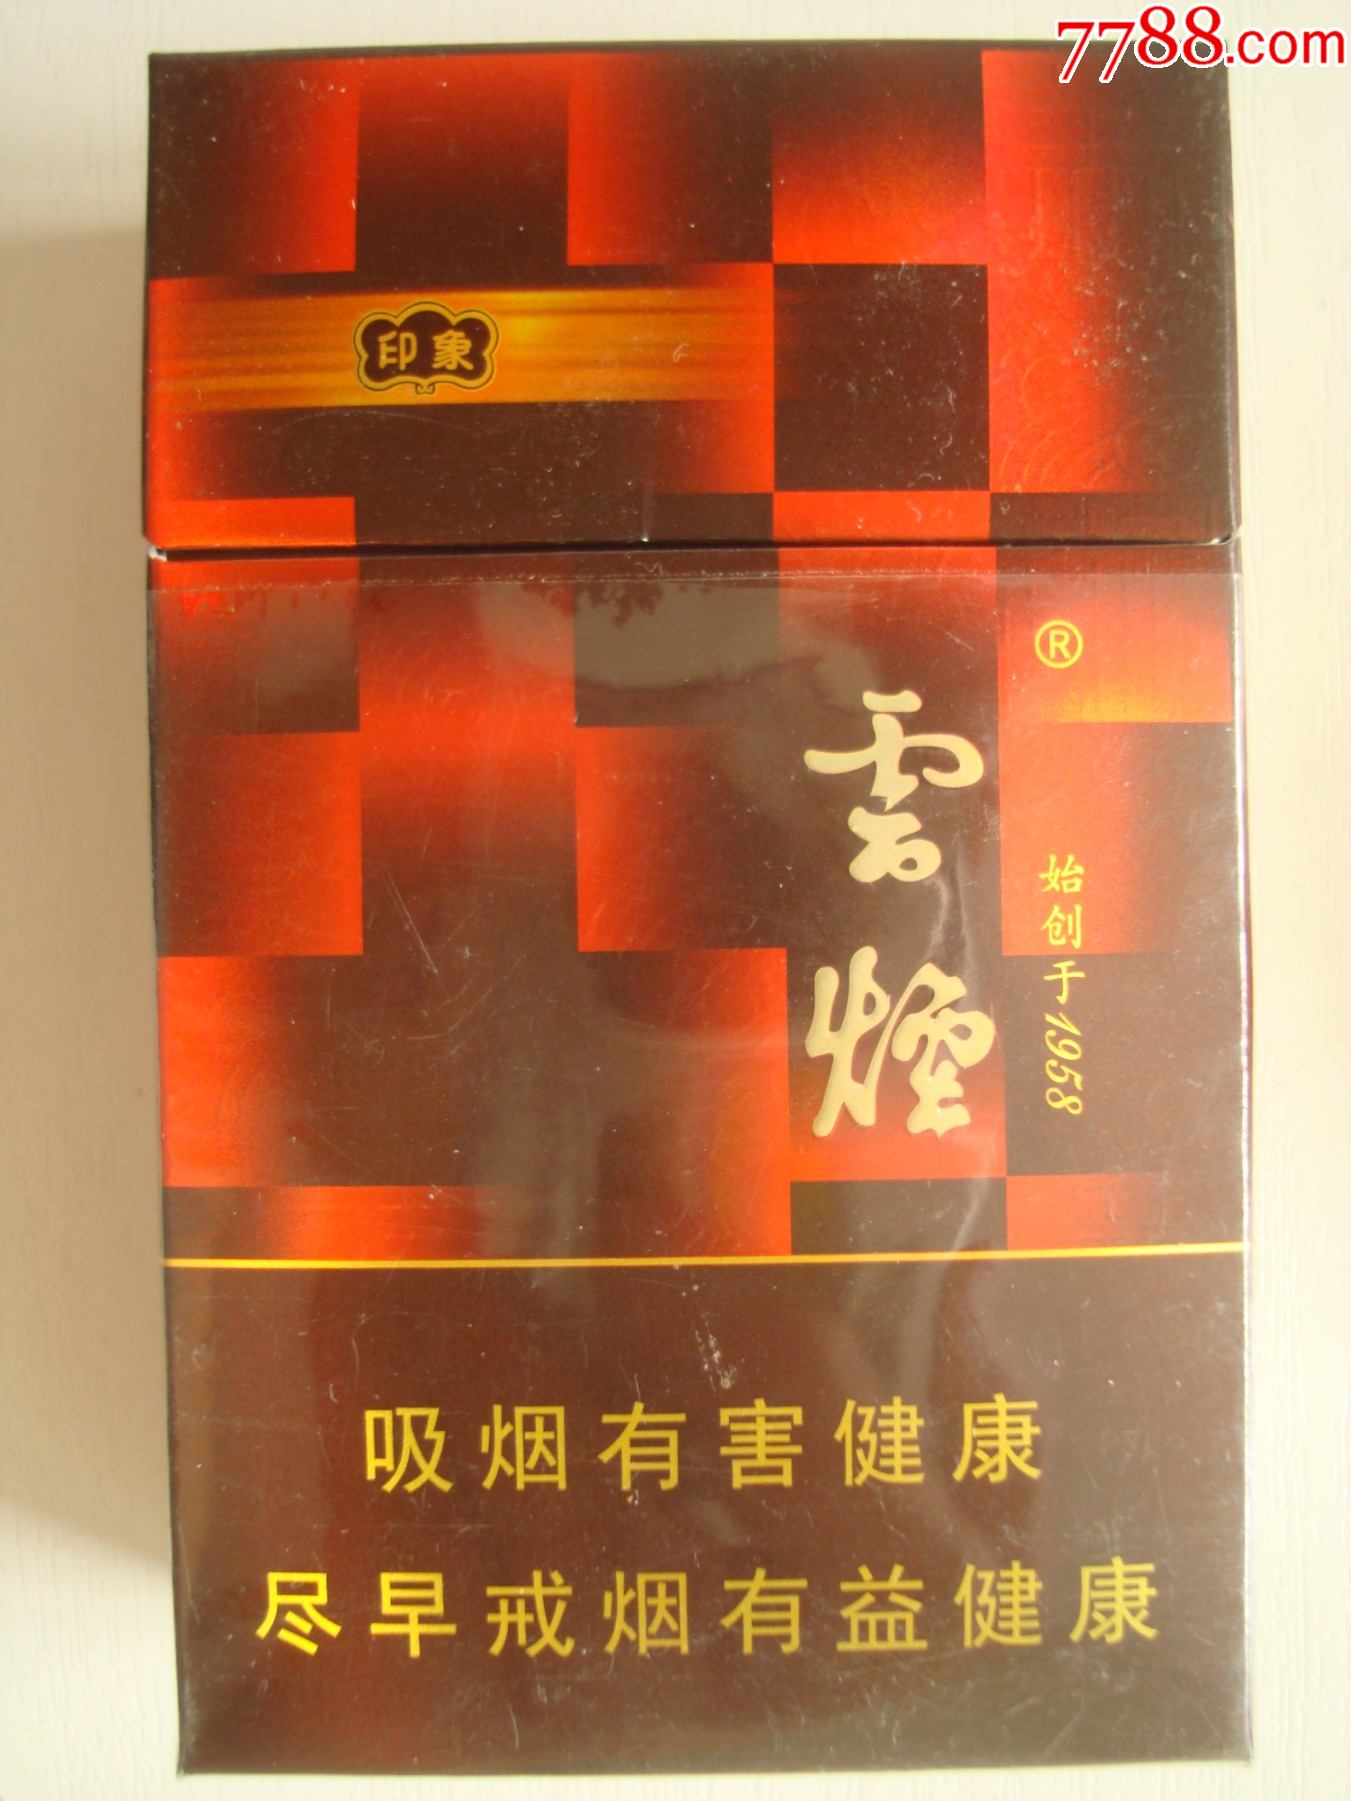 7788.com
印象
®
雲煙
始创于1958
吸烟有害健康
尽早戒烟有益健康